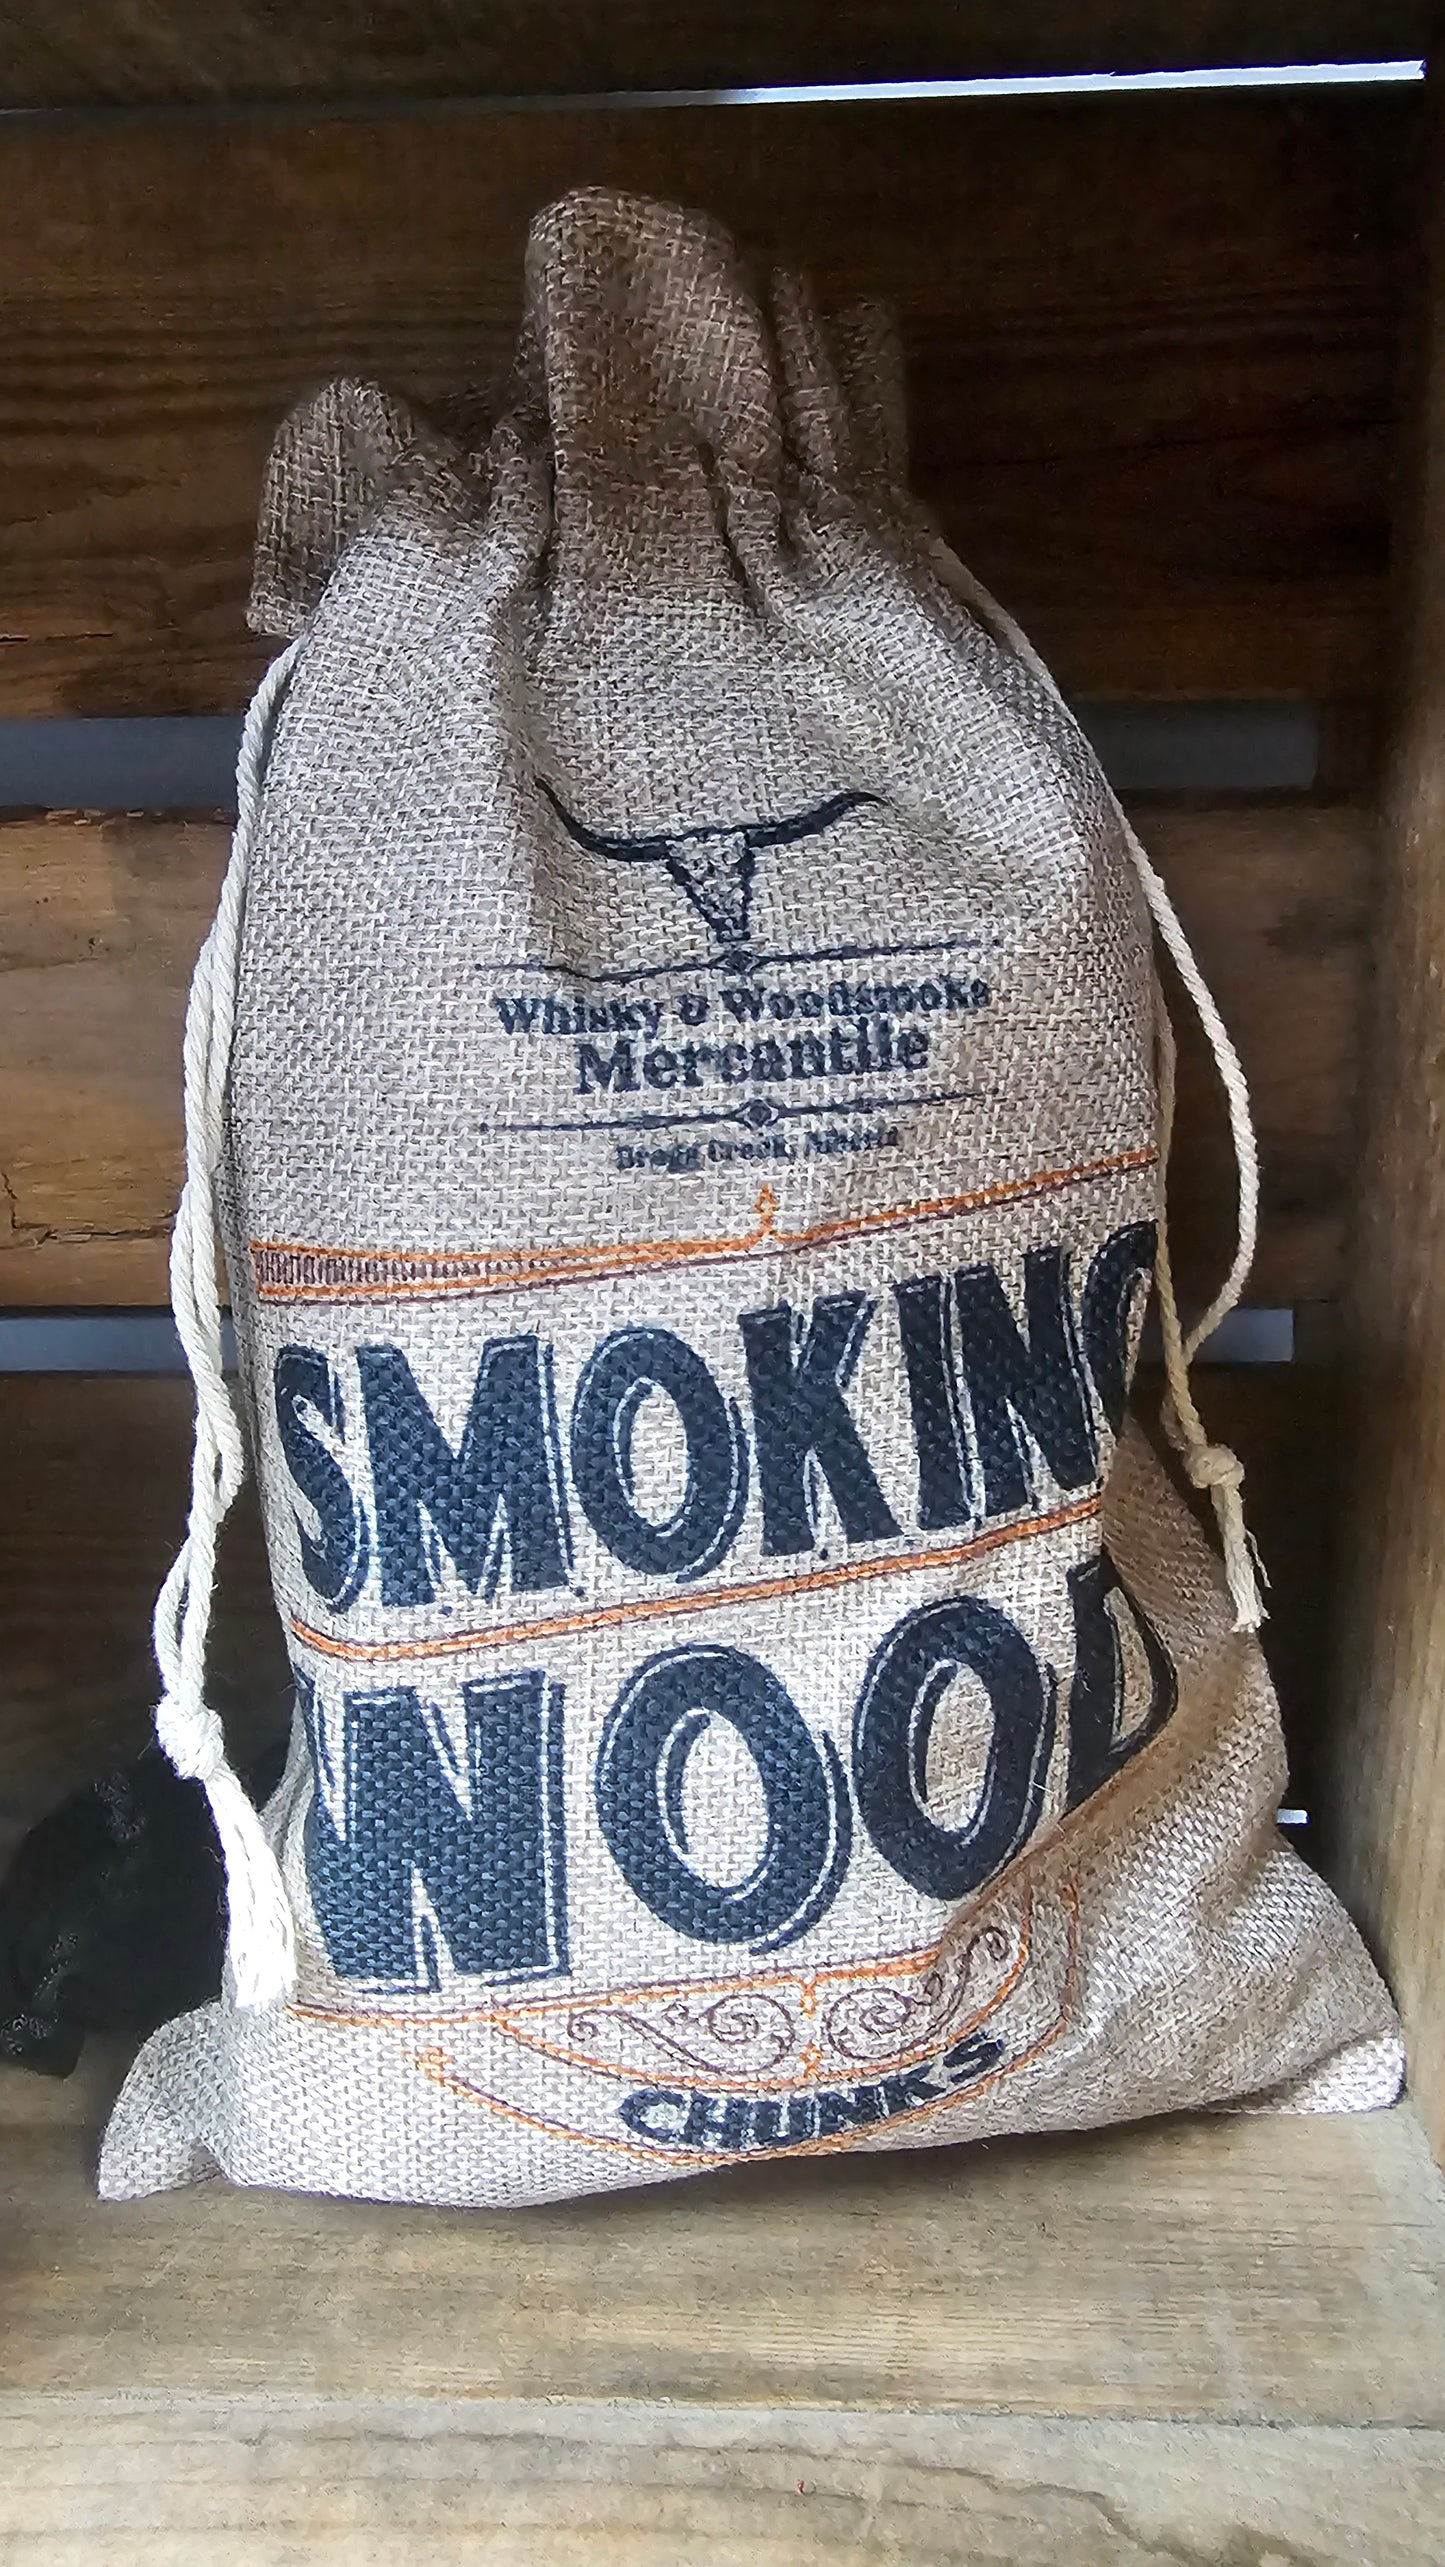 Whisky & Woodsmoke
Mercantile
Bragg Creek, Alberta
SMOKING
WOOD
CHUNKS